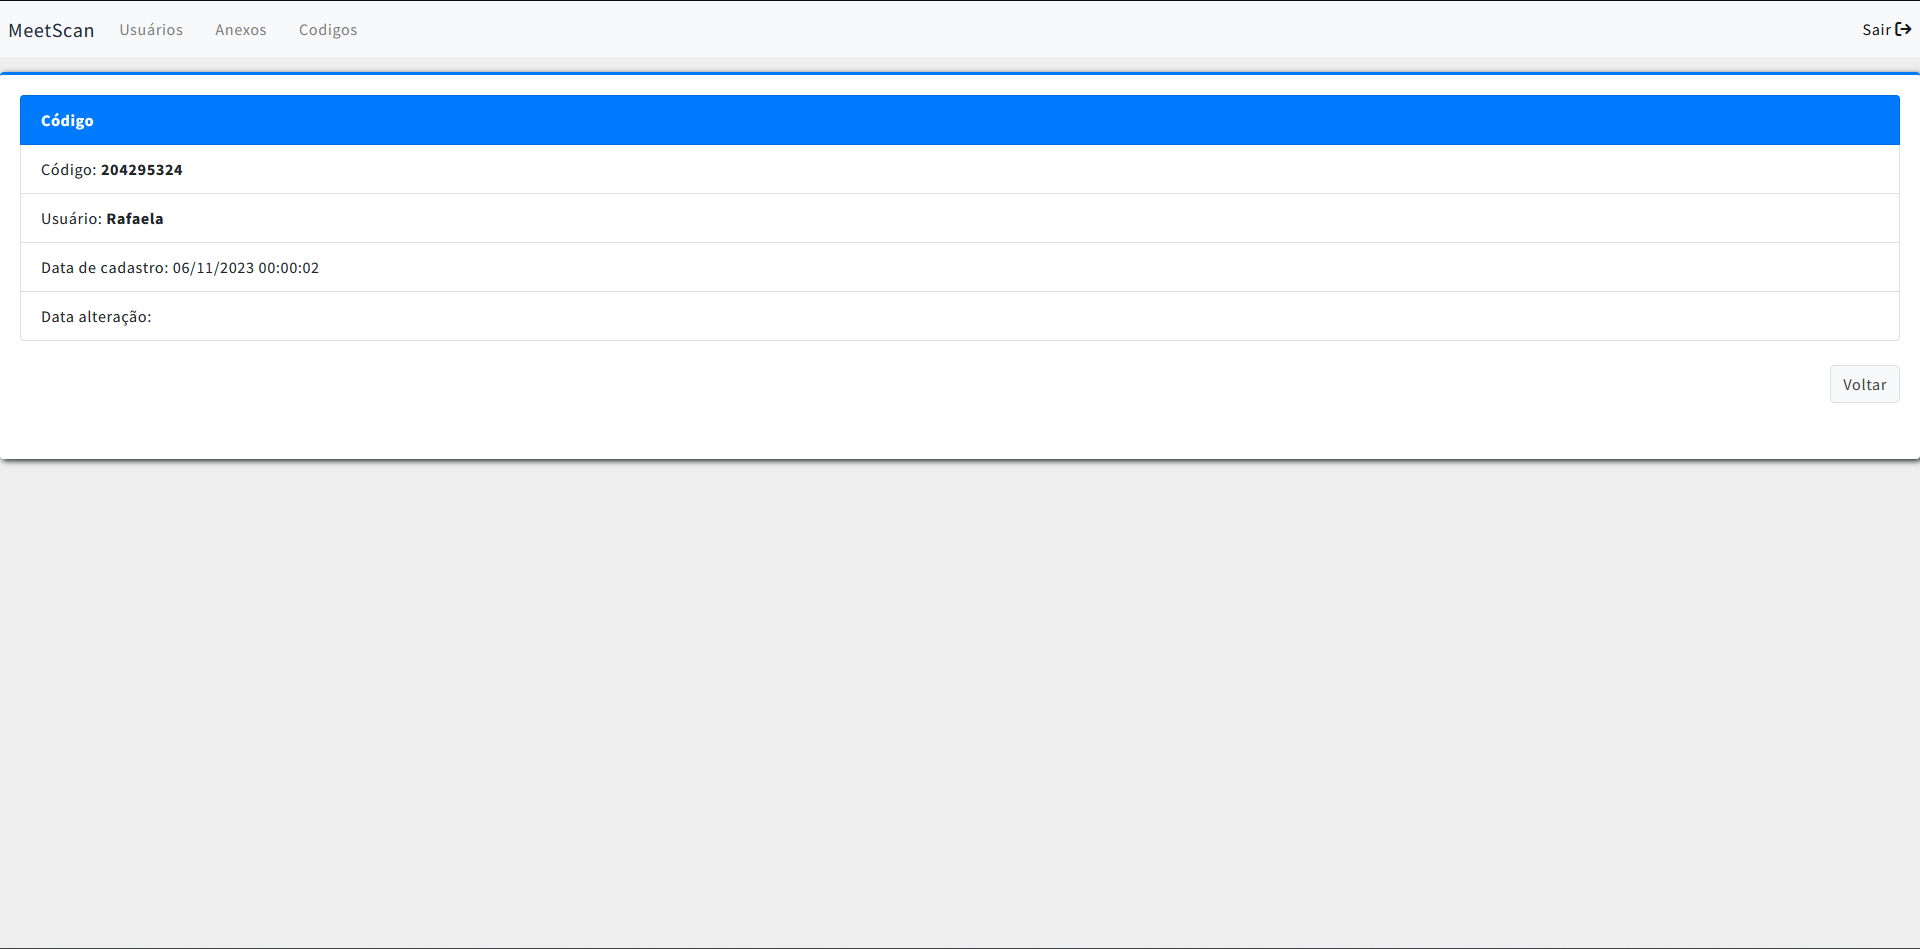 MeetScan Usuários Anexos Codigos Sair
Código
Código: 204295324
Usuário: Rafaela
Data de cadastro: 06/11/2023 00:00:02
Data alteração:
Voltar